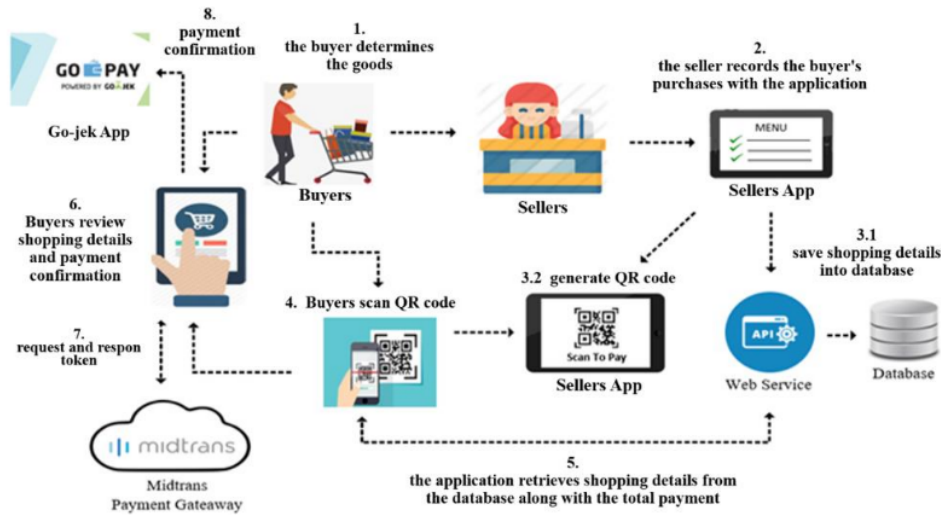 8.
payment
confirmation
1.
the buyer determines
the goods
2.
the seller records the buyer's
purchases with the application
GO PAY
POWERED BY GO-JEK
Go-jek App
MENU
Buyers
Sellers
Sellers App
6.
Buyers review
shopping details
and payment
confirmation
3.1
save shopping details
into database
3.2 generate QR code
4. Buyers scan QR code
API
Scan To Pay
Sellers App
Web Service
Database
7.
request and respon
token
midtrans
Midtrans
Payment Gateaway
5.
the application retrieves shopping details from
the database along with the total payment